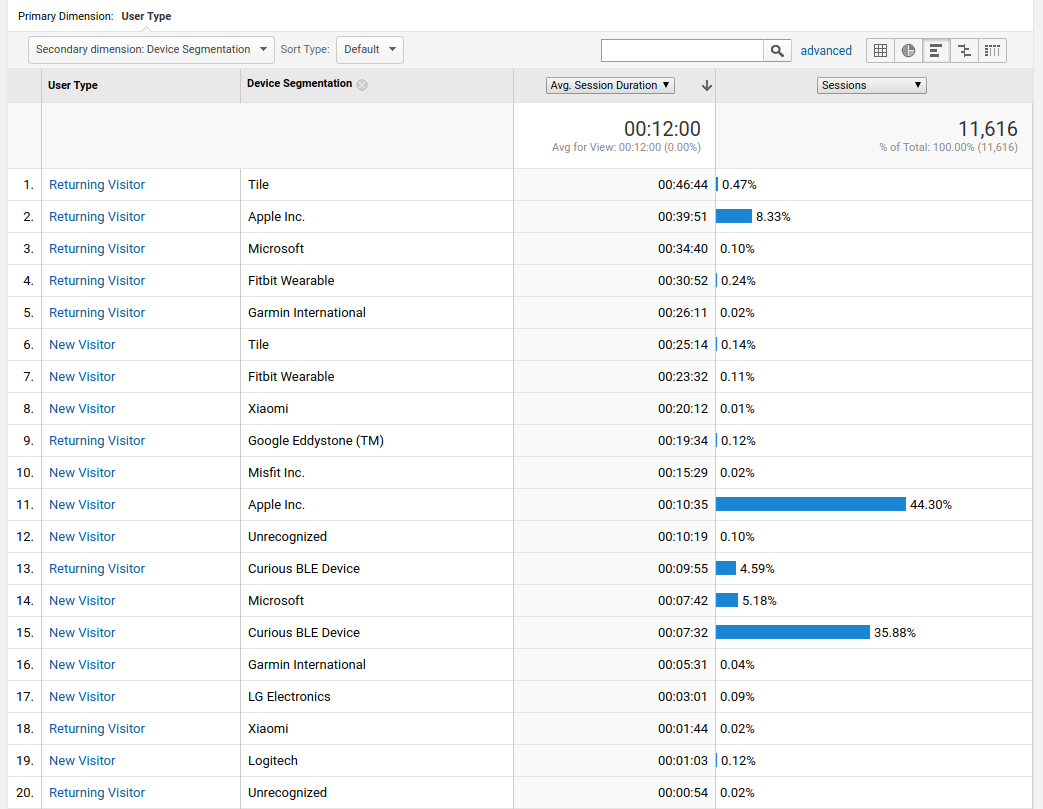 Primary Dimension: User Type
Secondary dimension: Device Segmentation Sort Type: Default advanced
User Type Device Segmentation Avg. Session Duration Sessions
00:12:00 11,616
Avg for View: 00:12:00 (0.00%) % of Total: 100.00% (11,616)
1. Returning Visitor Tile 00:46:44 0.47%
2. Returning Visitor Apple Inc. 00:39:51 8.33%
3. Returning Visitor Microsoft 00:34:40 0.10%
4. Returning Visitor Fitbit Wearable 00:30:52 0.24%
5. Returning Visitor Garmin International 00:26:11 0.02%
6. New Visitor Tile 00:25:14 0.14%
7. New Visitor Fitbit Wearable 00:23:32 0.11%
8. New Visitor Xiaomi 00:20:12 0.01%
9. Returning Visitor Google Eddystone (TM) 00:19:34 0.12%
10. New Visitor Misfit Inc. 00:15:29 0.02%
11. New Visitor Apple Inc. 00:10:35 44.30%
12. New Visitor Unrecognized 00:10:19 0.10%
13. Returning Visitor Curious BLE Device 00:09:55 4.59%
14. New Visitor Microsoft 00:07:42 5.18%
15. New Visitor Curious BLE Device 00:07:32 35.88%
16. New Visitor Garmin International 00:05:31 0.04%
17. New Visitor LG Electronics 00:03:01 0.09%
18. Returning Visitor Xiaomi 00:01:44 0.02%
19. New Visitor Logitech 00:01:03 0.12%
20. Returning Visitor Unrecognized 00:00:54 0.02%